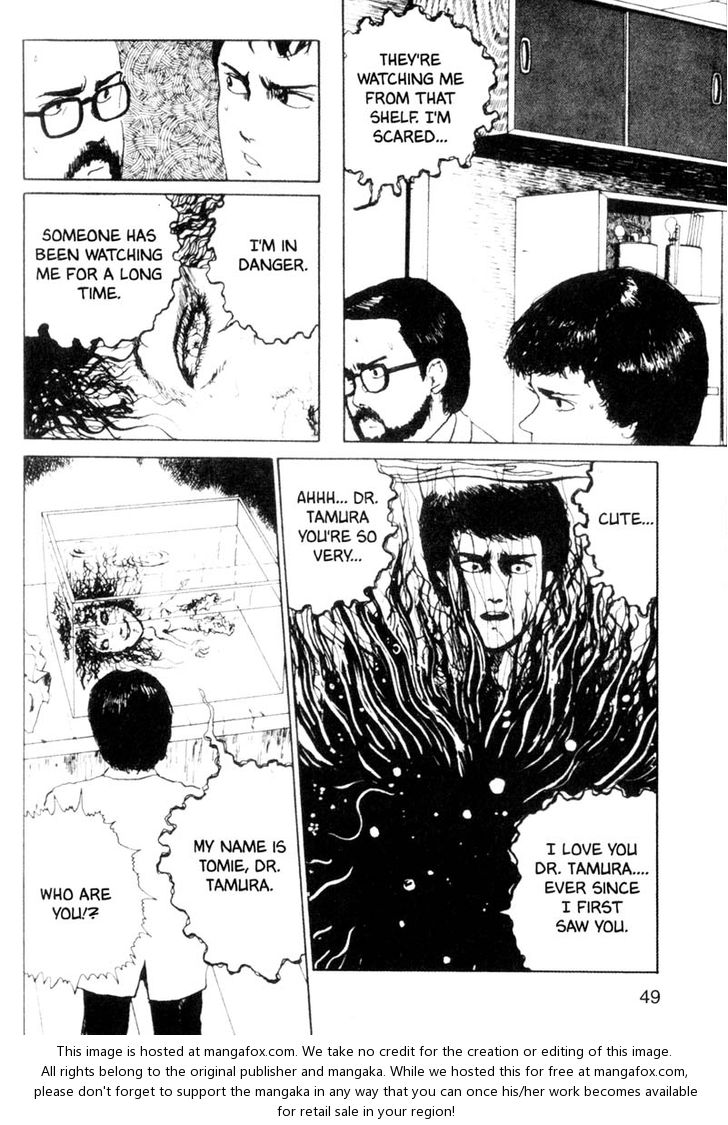 THEY'RE
WATCHING ME
FROM THAT
SHELF. I'M
SCARED...
I'M IN
DANGER.
SOMEONE HAS
BEEN WATCHING
ME FOR A LONG
TIME.
CUTE...
AHHH... DR.
TAMURA
YOU'RE SO
VERY...
I LOVE YOU
DR. TAMURA....
EVER SINCE
I FIRST
SAW YOU.
MY NAME IS
TOMIE, DR.
TAMURA.
WHO ARE
YOU!?
49
This image is hosted at mangafox.com. We take no credit for the creation or editing of this image.
All rights belong to the original publisher and mangaka. While we hosted this for free at mangafox.com,
please don't forget to support the mangaka in any way that you can once his/her work becomes available
for retail sale in your region!